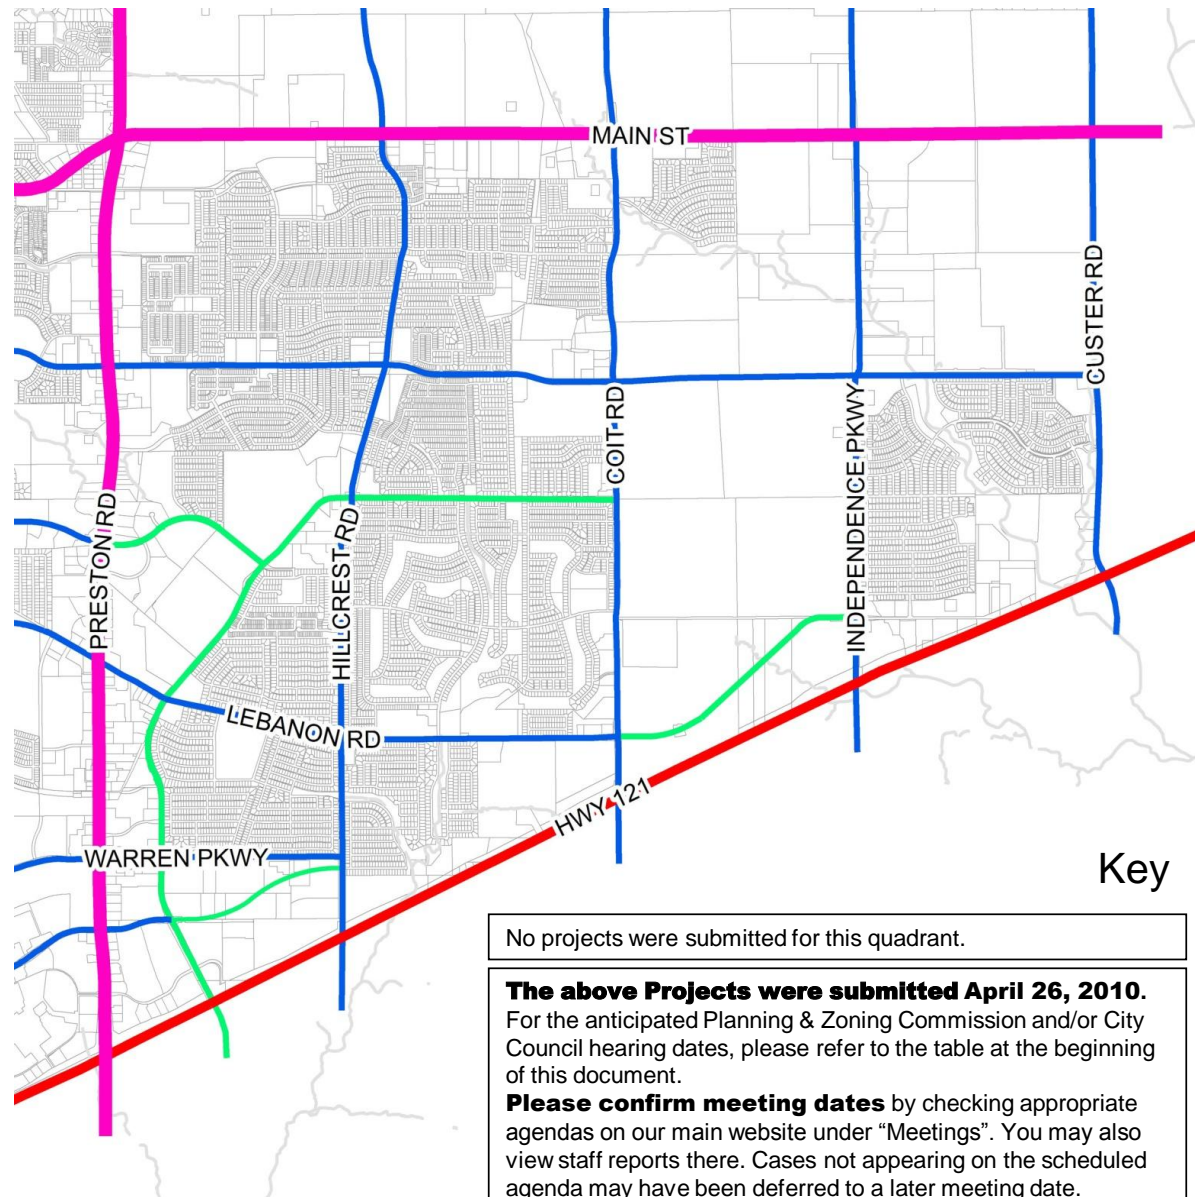 MAIN ST
CUSTER RD
COIT RD
INDEPENDENCE PKWY
PRESTON RD
HILLCREST RD
LEBANON RD
HWY 121
WARREN PKWY
Key
No projects were submitted for this quadrant.
The above Projects were submitted April 26, 2010.
For the anticipated Planning & Zoning Commission and/or City
Council hearing dates, please refer to the table at the beginning
of this document.
Please confirm meeting dates by checking appropriate
agendas on our main website under “Meetings”. You may also
view staff reports there. Cases not appearing on the scheduled
agenda may have been deferred to a later meeting date.